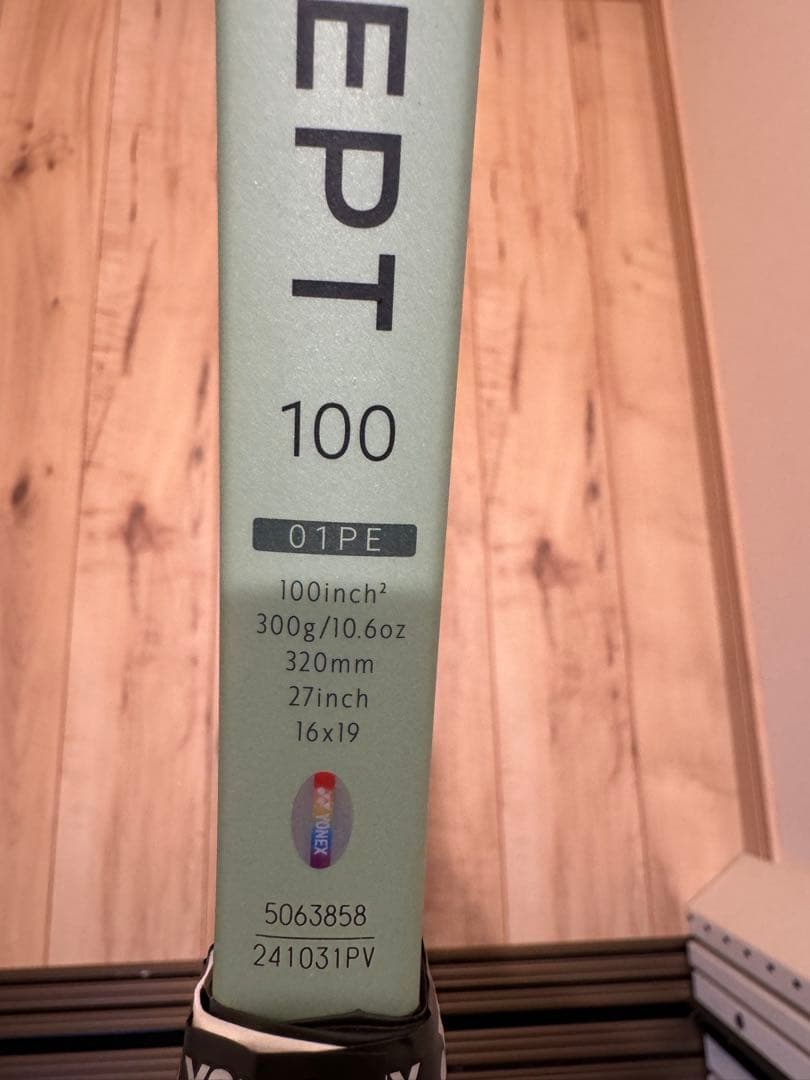 EPT
100
01PE
100inch²
300g/10.6oz
320mm
27inch
16x19
YONEX
5063858
241031PV